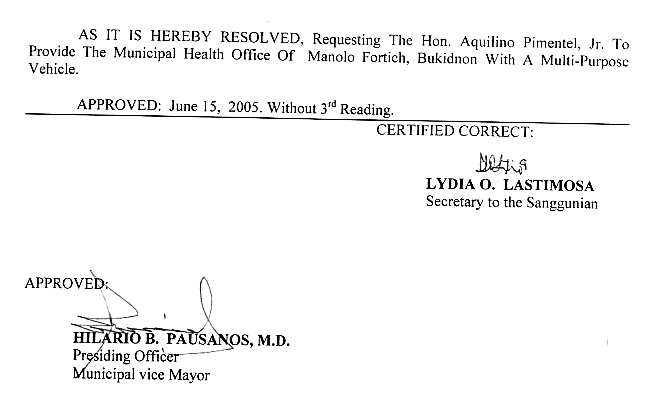 AS IT IS HEREBY RESOLVED, Requesting The Hon. Aquilino Pimentel, Jr. To
Provide The Municipal Health Office Of Manolo Fortich, Bukidnon With A Multi-Purpose
Vehicle.
APPROVED: June 15, 2005. Without 3rd Reading.
CERTIFIED CORRECT:
LYDIA O. LASTIMOSA
Secretary to the Sanggunian
APPROVED:
HILARIO B. PAUSANOS, M.D.
Presiding Officer
Municipal vice Mayor